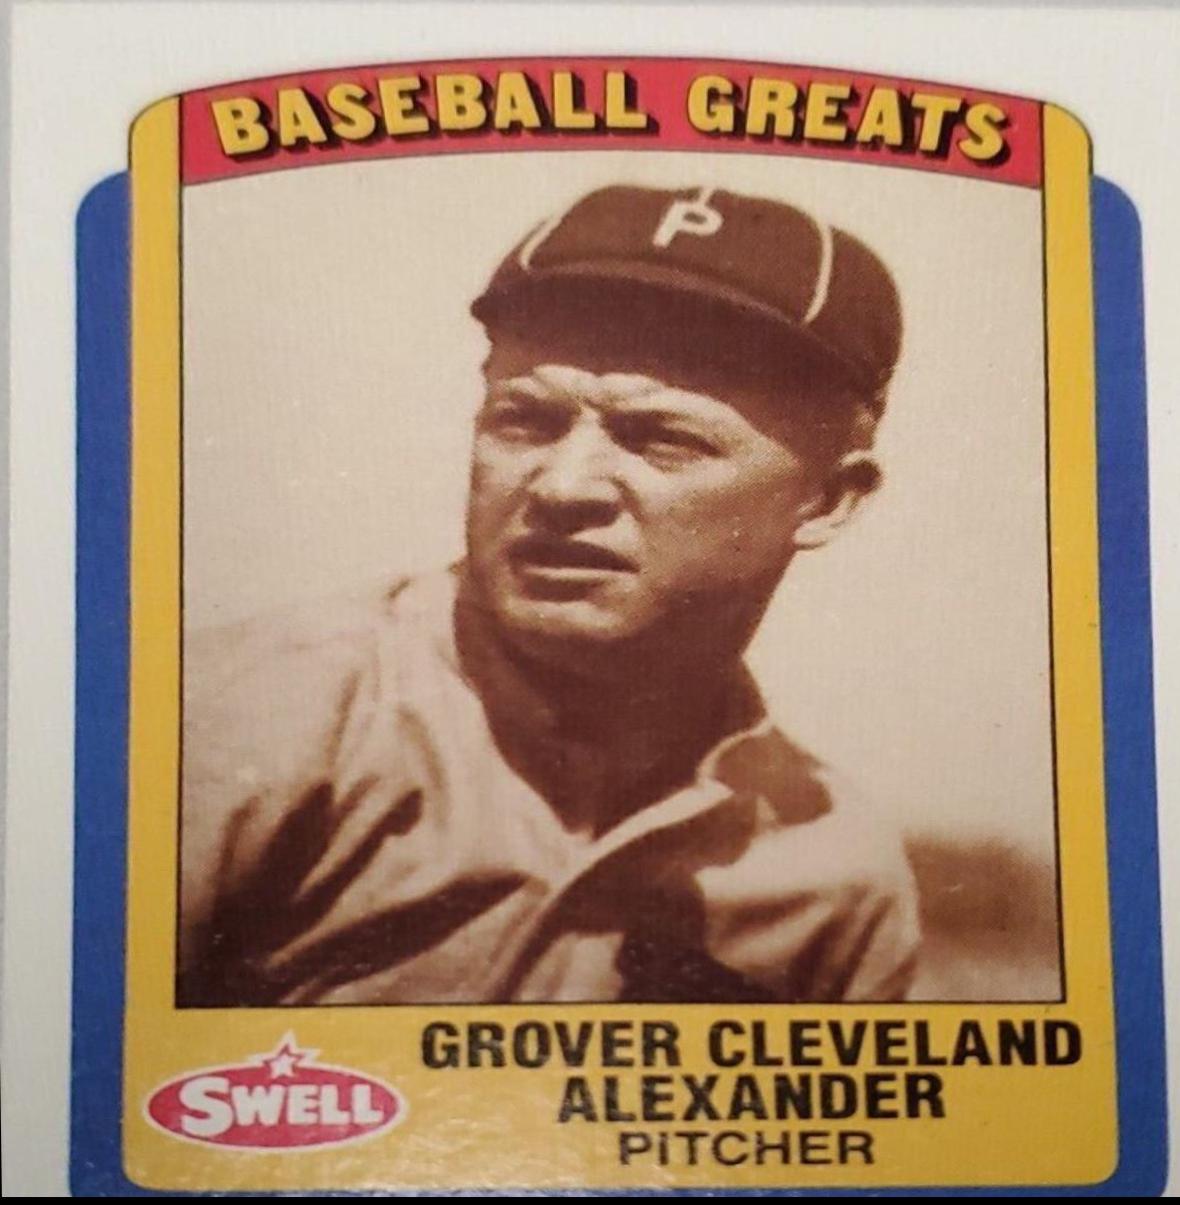 BASEBALL GREATS
P
GROVER CLEVELAND
ALEXANDER
PITCHER
SWELL